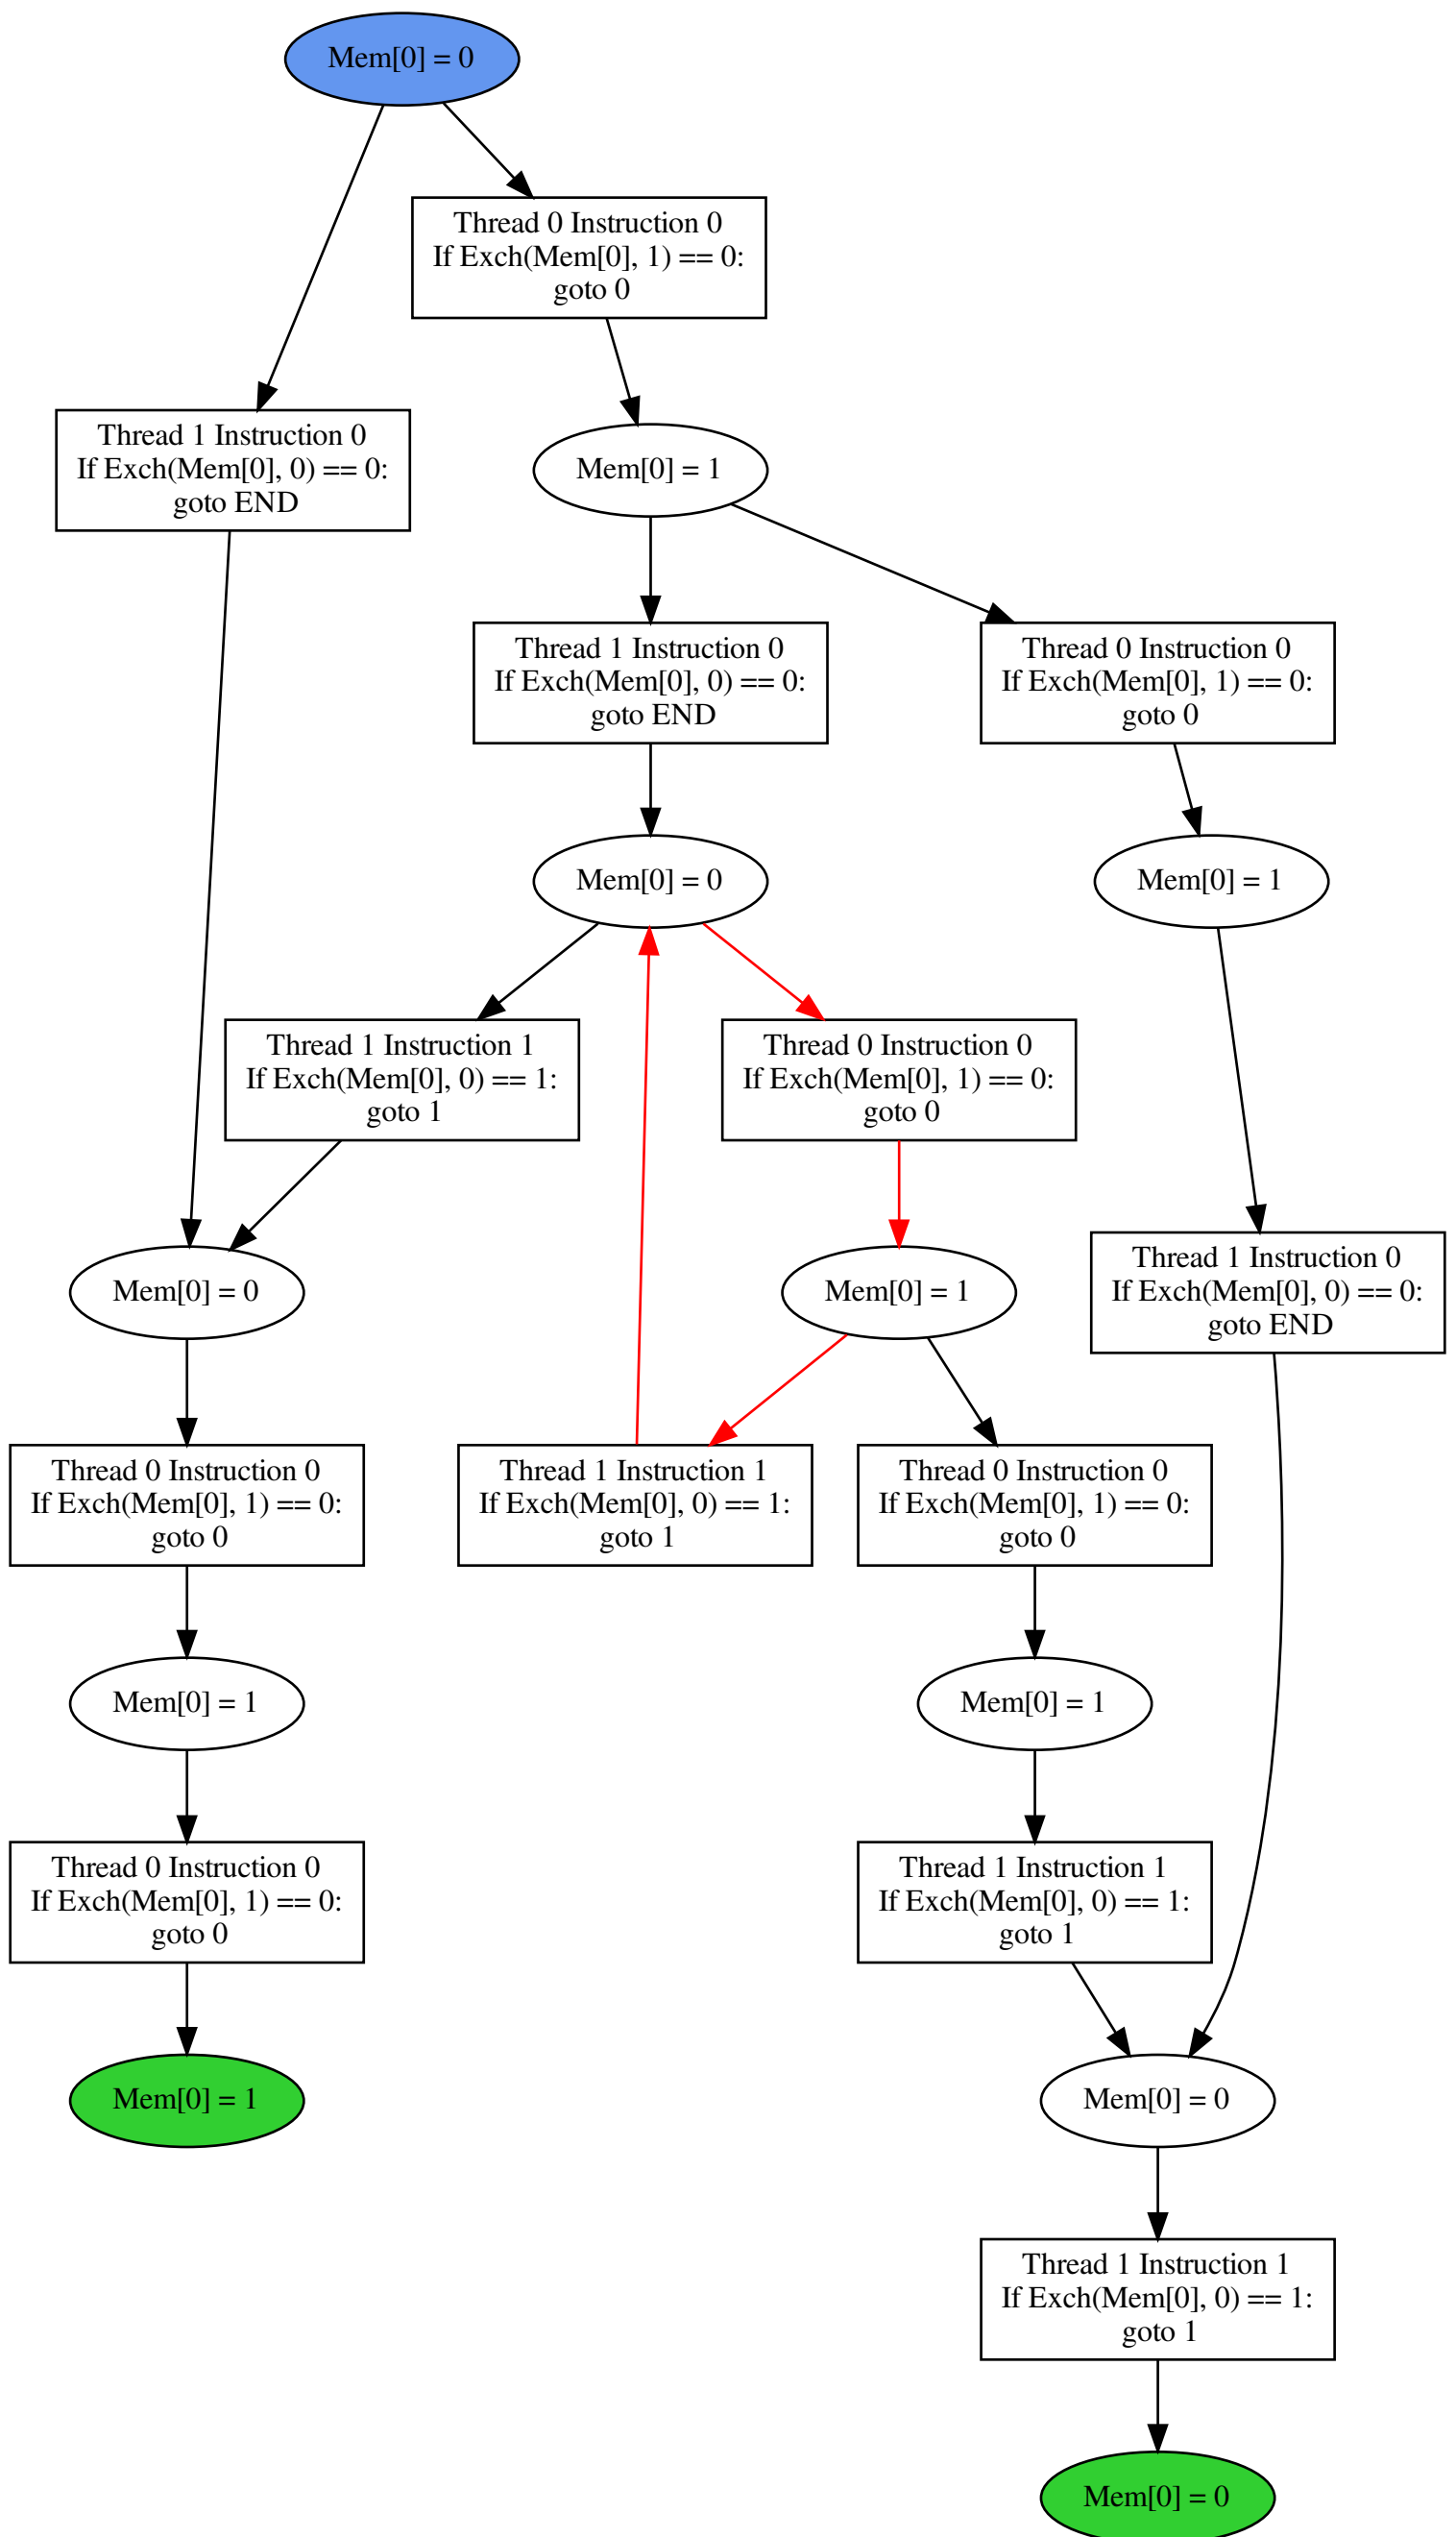 Mem[0] = 0
Thread 0 Instruction 0
If Exch(Mem[0], 1) == 0:
goto 0
Thread 1 Instruction 0
If Exch(Mem[0], 0) == 0:
goto END
Mem[0] = 1
Thread 1 Instruction 0
If Exch(Mem[0], 0) == 0:
goto END
Thread 0 Instruction 0
If Exch(Mem[0], 1) == 0:
goto 0
Mem[0] = 0
Mem[0] = 1
Thread 1 Instruction 1
If Exch(Mem[0], 0) == 1:
goto 1
Thread 0 Instruction 0
If Exch(Mem[0], 1) == 0:
goto 0
Mem[0] = 0
Mem[0] = 1
Thread 1 Instruction 0
If Exch(Mem[0], 0) == 0:
goto END
Thread 0 Instruction 0
If Exch(Mem[0], 1) == 0:
goto 0
Thread 1 Instruction 1
If Exch(Mem[0], 0) == 1:
goto 1
Thread 0 Instruction 0
If Exch(Mem[0], 1) == 0:
goto 0
Mem[0] = 1
Mem[0] = 1
Thread 0 Instruction 0
If Exch(Mem[0], 1) == 0:
goto 0
Thread 1 Instruction 1
If Exch(Mem[0], 0) == 1:
goto 1
Mem[0] = 1
Mem[0] = 0
Thread 1 Instruction 1
If Exch(Mem[0], 0) == 1:
goto 1
Mem[0] = 0